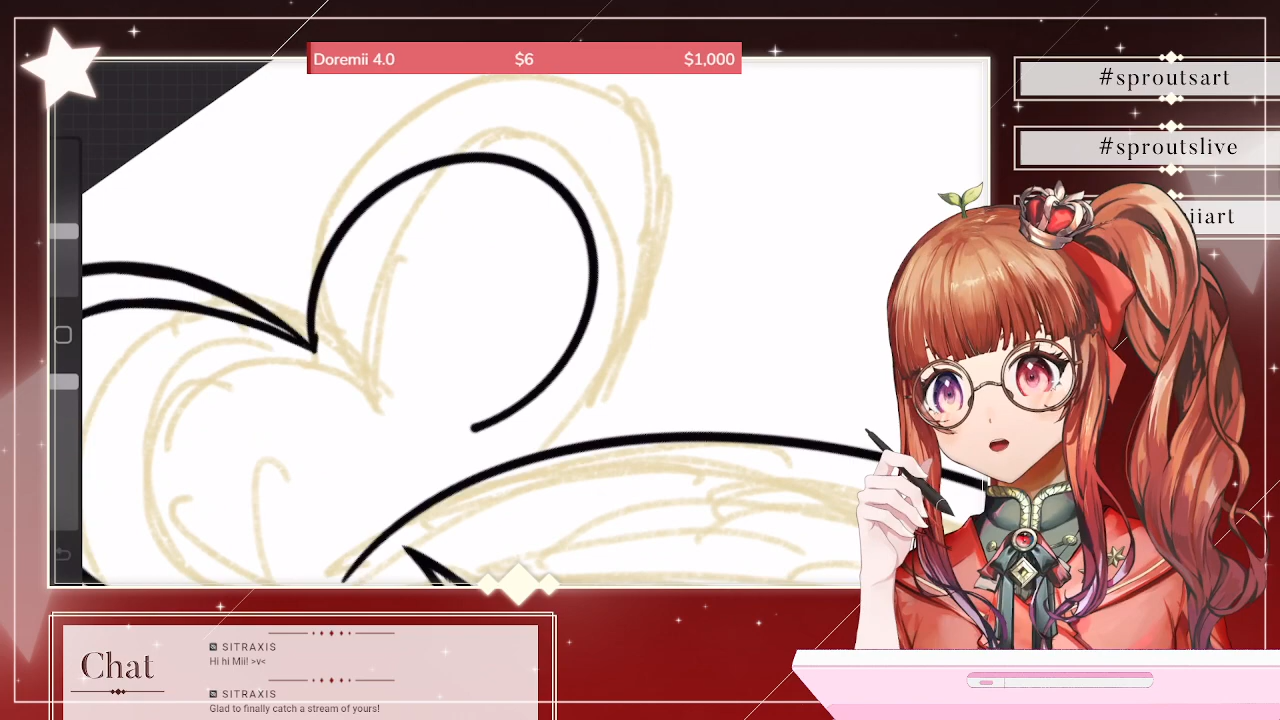 Doremii 4.0 $6 $1,000
#sproutsart
#sproutslive
iiart
Chat
SITRAXIS
Hi hi Mii! >v<
SITRAXIS
Glad to finally catch a stream of yours!